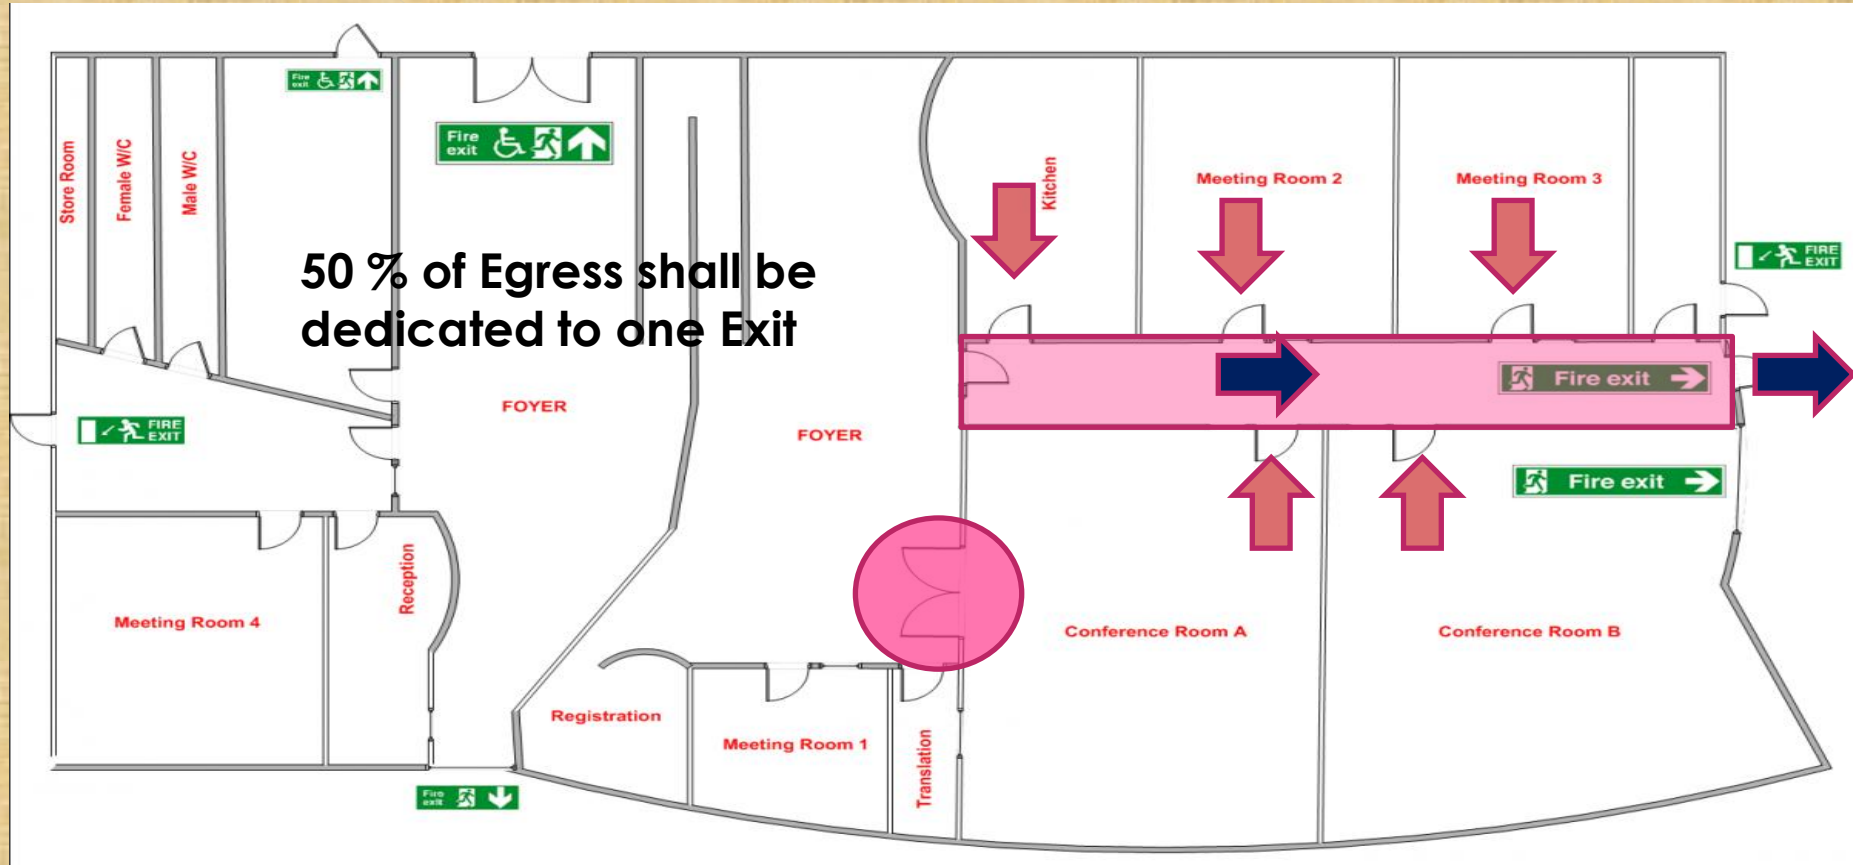 Fire
exit
Fire
exit
Store Room
Female W/C
Male W/C
Kitchen
Meeting Room 2
Meeting Room 3
FIRE
EXIT
50 % of Egress shall be
dedicated to one Exit
Fire exit
FOYER
FOYER
FIRE
EXIT
Fire exit
Reception
Meeting Room 4
Conference Room A
Conference Room B
Registration
Meeting Room 1
Translation
Fire
exit